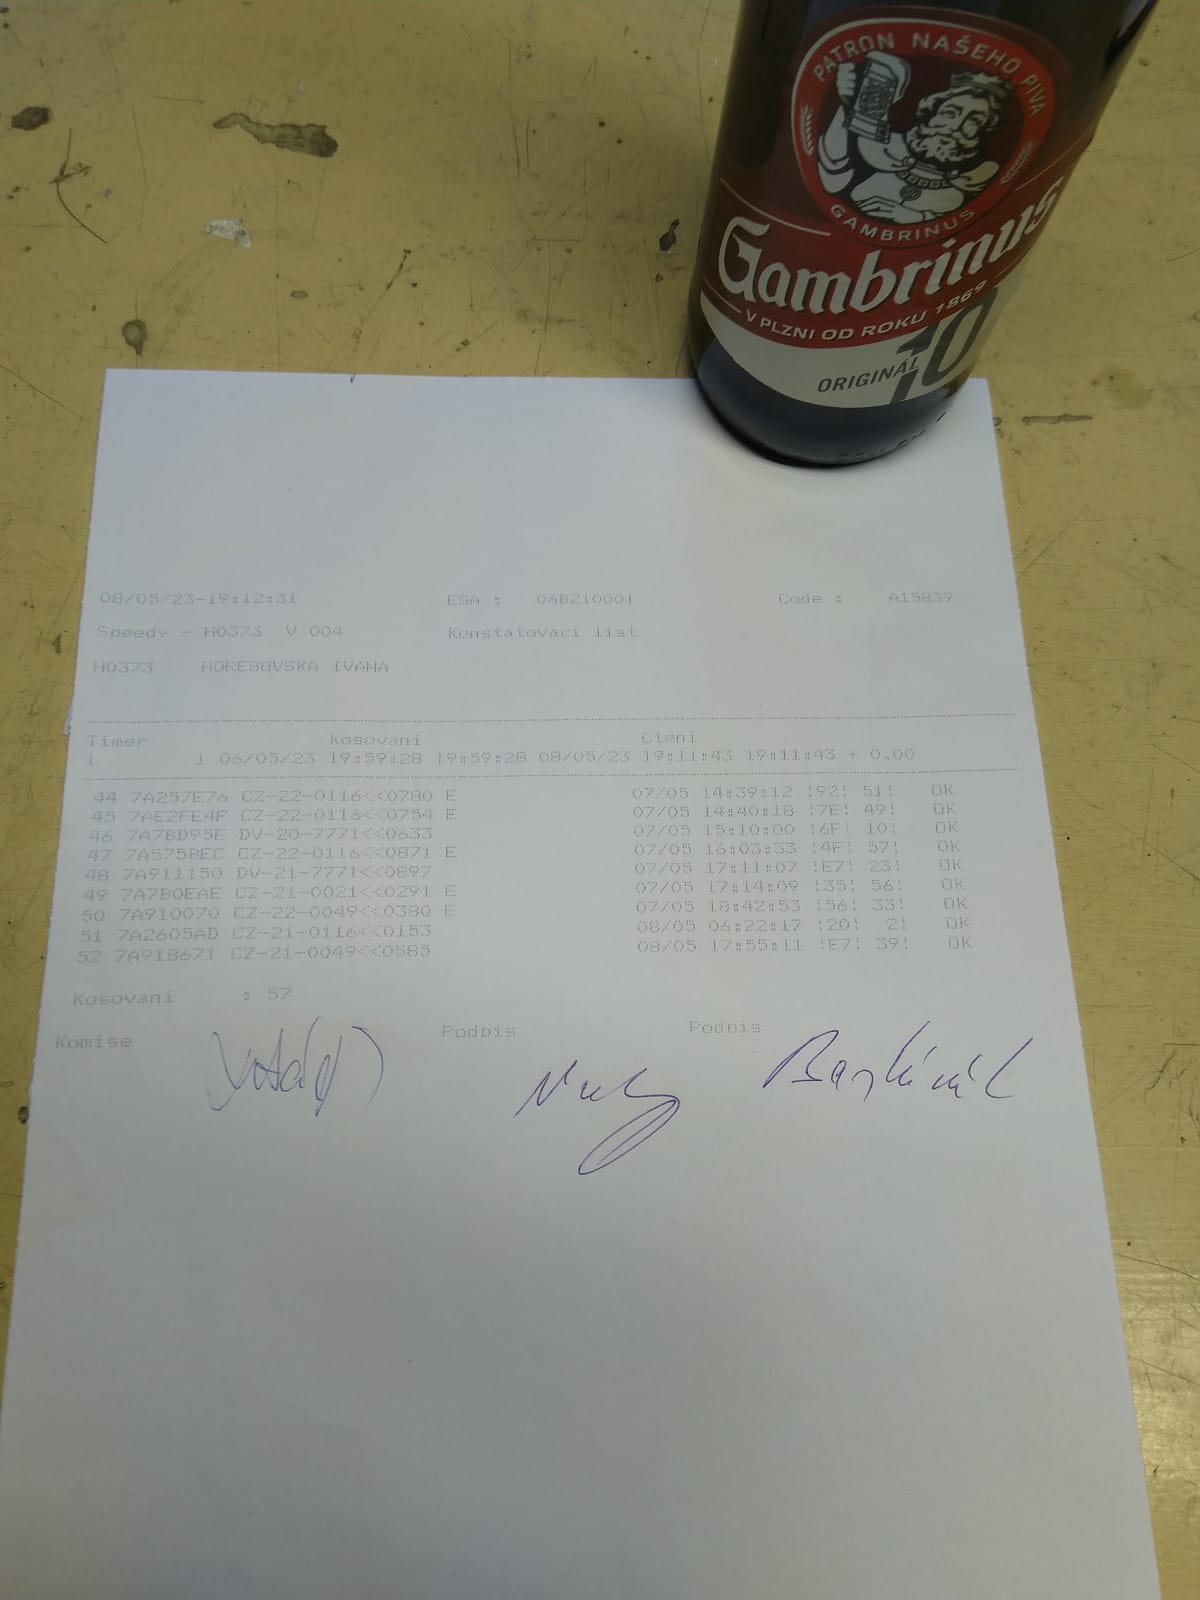 PATRON NAŠEHO PIVA
GAMBRINUS
Gambrinus
V PLZNI OD ROKU 1869
ORIGINÁL 10
08/05/23-19:12:31 ESA : 06B210001 Code : A15839
Speedy - H0373 V 004 Konstatovaci list
H0373 HORESOVSKA IVANA
Timer Kosovani Cteni
1 1 06/05/23 19:59:28 19:59:28 08/05/23 19:11:43 19:11:43 + 0.00
44 7A257E76 CZ-22-0116<<0780 E 07/05 14:39:12 ¦92¦ 51¦ OK
45 7AE2FE4F CZ-22-0116<<0754 E 07/05 14:40:18 ¦7E¦ 49¦ OK
46 7A7BD95E DV-20-7771<<0633 07/05 15:10:00 ¦6F¦ 10¦ OK
47 7A575BEC CZ-22-0116<<0871 E 07/05 16:03:33 ¦4F¦ 57¦ OK
48 7A911150 DV-21-7771<<0897 07/05 17:11:07 ¦E7¦ 23¦ OK
49 7A7B0EAE CZ-21-0021<<0291 E 07/05 17:14:09 ¦35¦ 56¦ OK
50 7A910070 CZ-22-0049<<0380 E 07/05 18:42:53 ¦56¦ 33¦ OK
51 7A2605AD CZ-21-0116<<0153 08/05 06:22:17 ¦20¦ 2¦ OK
52 7A91B671 CZ-21-0049<<0585 08/05 17:55:11 ¦E7¦ 39¦ OK
Kosovani : 57
Komise Podpis Podpis